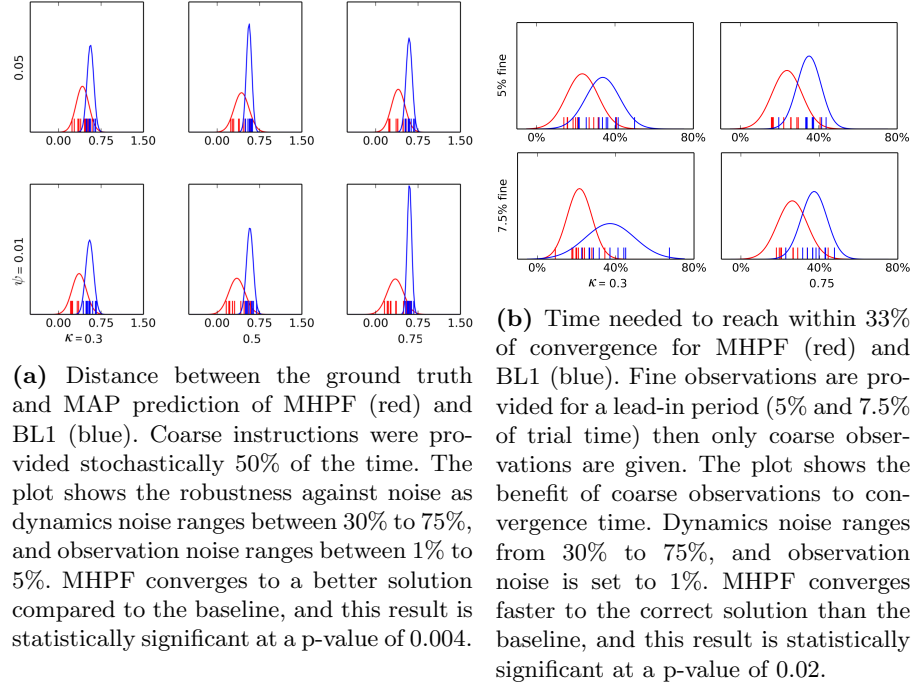 0.05
0.00 0.75 1.50 0.00 0.75 1.50 0.00 0.75 1.50
ψ = 0.01
0.00 0.75 1.50 0.00 0.75 1.50 0.00 0.75 1.50
κ = 0.3 0.5 0.75
(a) Distance between the ground truth
and MAP prediction of MHPF (red) and
BL1 (blue). Coarse instructions were pro-
vided stochastically 50% of the time. The
plot shows the robustness against noise as
dynamics noise ranges between 30% to 75%,
and observation noise ranges between 1% to
5%. MHPF converges to a better solution
compared to the baseline, and this result is
statistically significant at a p-value of 0.004.
5% fine
0% 40% 80% 0% 40% 80%
7.5% fine
0% 40% 80% 0% 40% 80%
κ = 0.3 0.75
(b) Time needed to reach within 33%
of convergence for MHPF (red) and
BL1 (blue). Fine observations are pro-
vided for a lead-in period (5% and 7.5%
of trial time) then only coarse obser-
vations are given. The plot shows the
benefit of coarse observations to con-
vergence time. Dynamics noise ranges
from 30% to 75%, and observation
noise is set to 1%. MHPF converges
faster to the correct solution than the
baseline, and this result is statistically
significant at a p-value of 0.02.